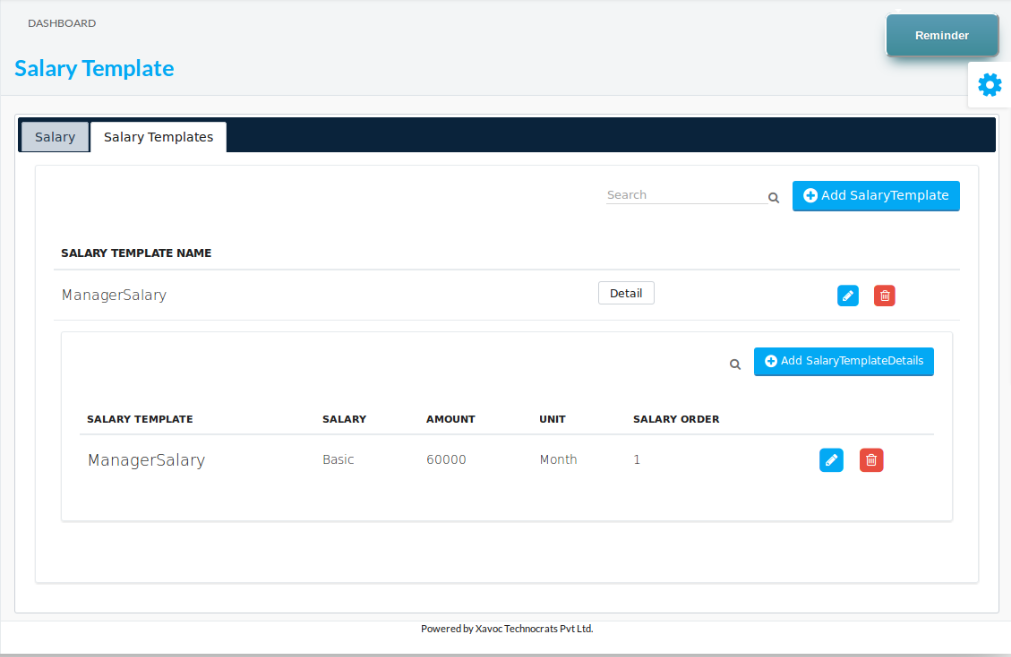 DASHBOARD
Reminder
Salary Template
Salary Salary Templates
Search
Add SalaryTemplate
SALARY TEMPLATE NAME
ManagerSalary Detail
Add SalaryTemplateDetails
SALARY TEMPLATE SALARY AMOUNT UNIT SALARY ORDER
ManagerSalary Basic 60000 Month 1
Powered by Xavoc Technocrats Pvt Ltd.